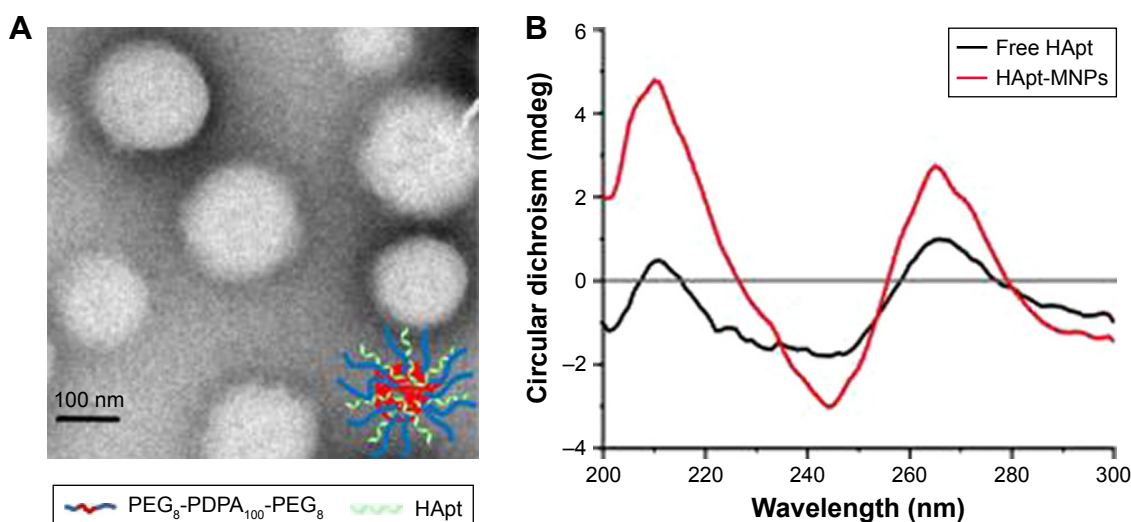 A
100 nm
PEG₈-PDPA₁₀₀-PEG₈ HApt
B
Circular dichroism (mdeg)
6
4
2
0
−2
−4
Free HApt
HApt-MNPs
200 220 240 260 280 300
Wavelength (nm)